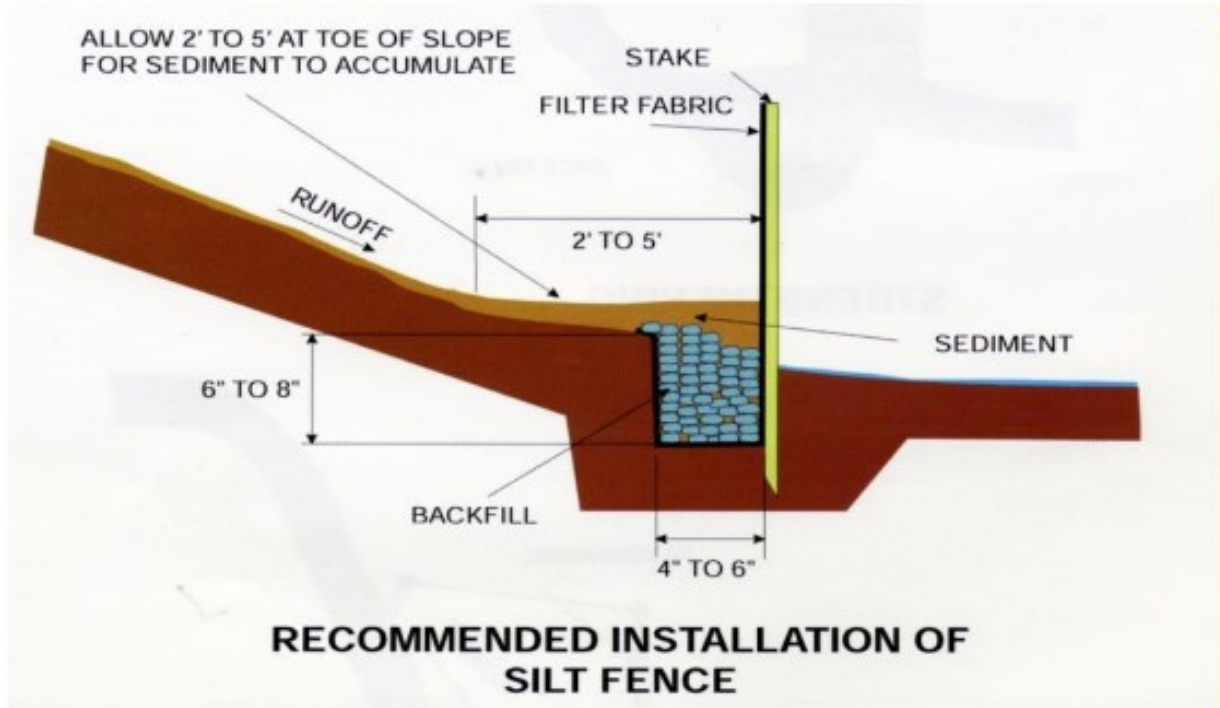 ALLOW 2' TO 5' AT TOE OF SLOPE
FOR SEDIMENT TO ACCUMULATE
STAKE
FILTER FABRIC
RUNOFF
2' TO 5'
SEDIMENT
6" TO 8"
BACKFILL
4" TO 6"
RECOMMENDED INSTALLATION OF
SILT FENCE